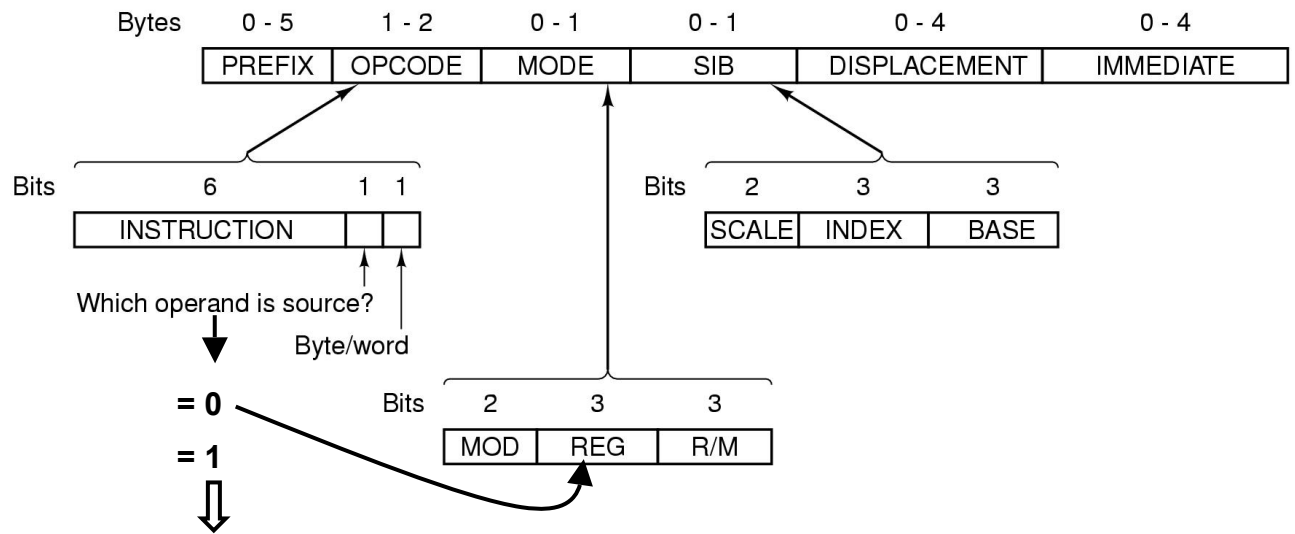 Bytes 0 - 5 1 - 2 0 - 1 0 - 1 0 - 4 0 - 4
PREFIX OPCODE MODE SIB DISPLACEMENT IMMEDIATE
Bits 6 1 1
INSTRUCTION
Which operand is source?
Byte/word
= 0
= 1
Bits 2 3 3
MOD REG R/M
Bits 2 3 3
SCALE INDEX BASE